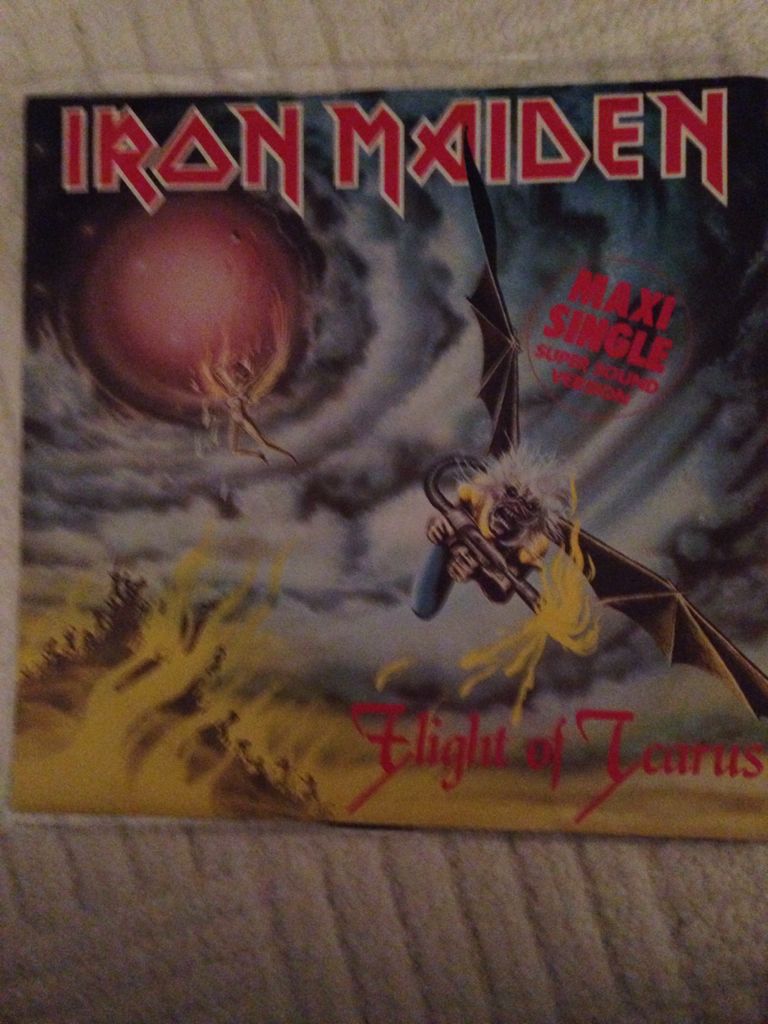 IRON MAIDEN
MAXI
SINGLE
SUPER SOUND
VERSION
Flight of Icarus